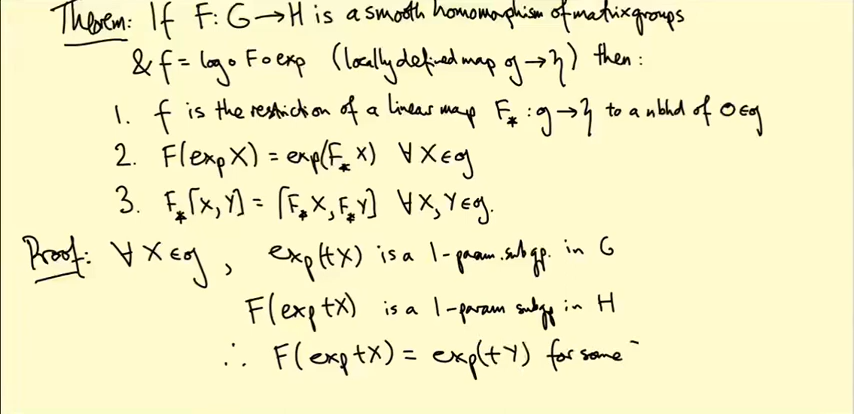 Theorem: If F: G → H is a smooth homomorphism of matrix groups
& f = log∘F∘exp (locally defined map 𝔤 → 𝔥) then:
1. f is the restriction of a linear map F_* : 𝔤 → 𝔥 to a nbhd of 0 ∈ 𝔤
2. F(exp X) = exp(F_* X) ∀ X ∈ 𝔤
3. F_*[X, Y] = [F_*X, F_*Y] ∀ X, Y ∈ 𝔤.
Proof: ∀ X ∈ 𝔤, exp(tX) is a 1-param. subgp. in G
F(exp tX) is a 1-param subgp in H
∴ F(exp tX) = exp(tY) for some